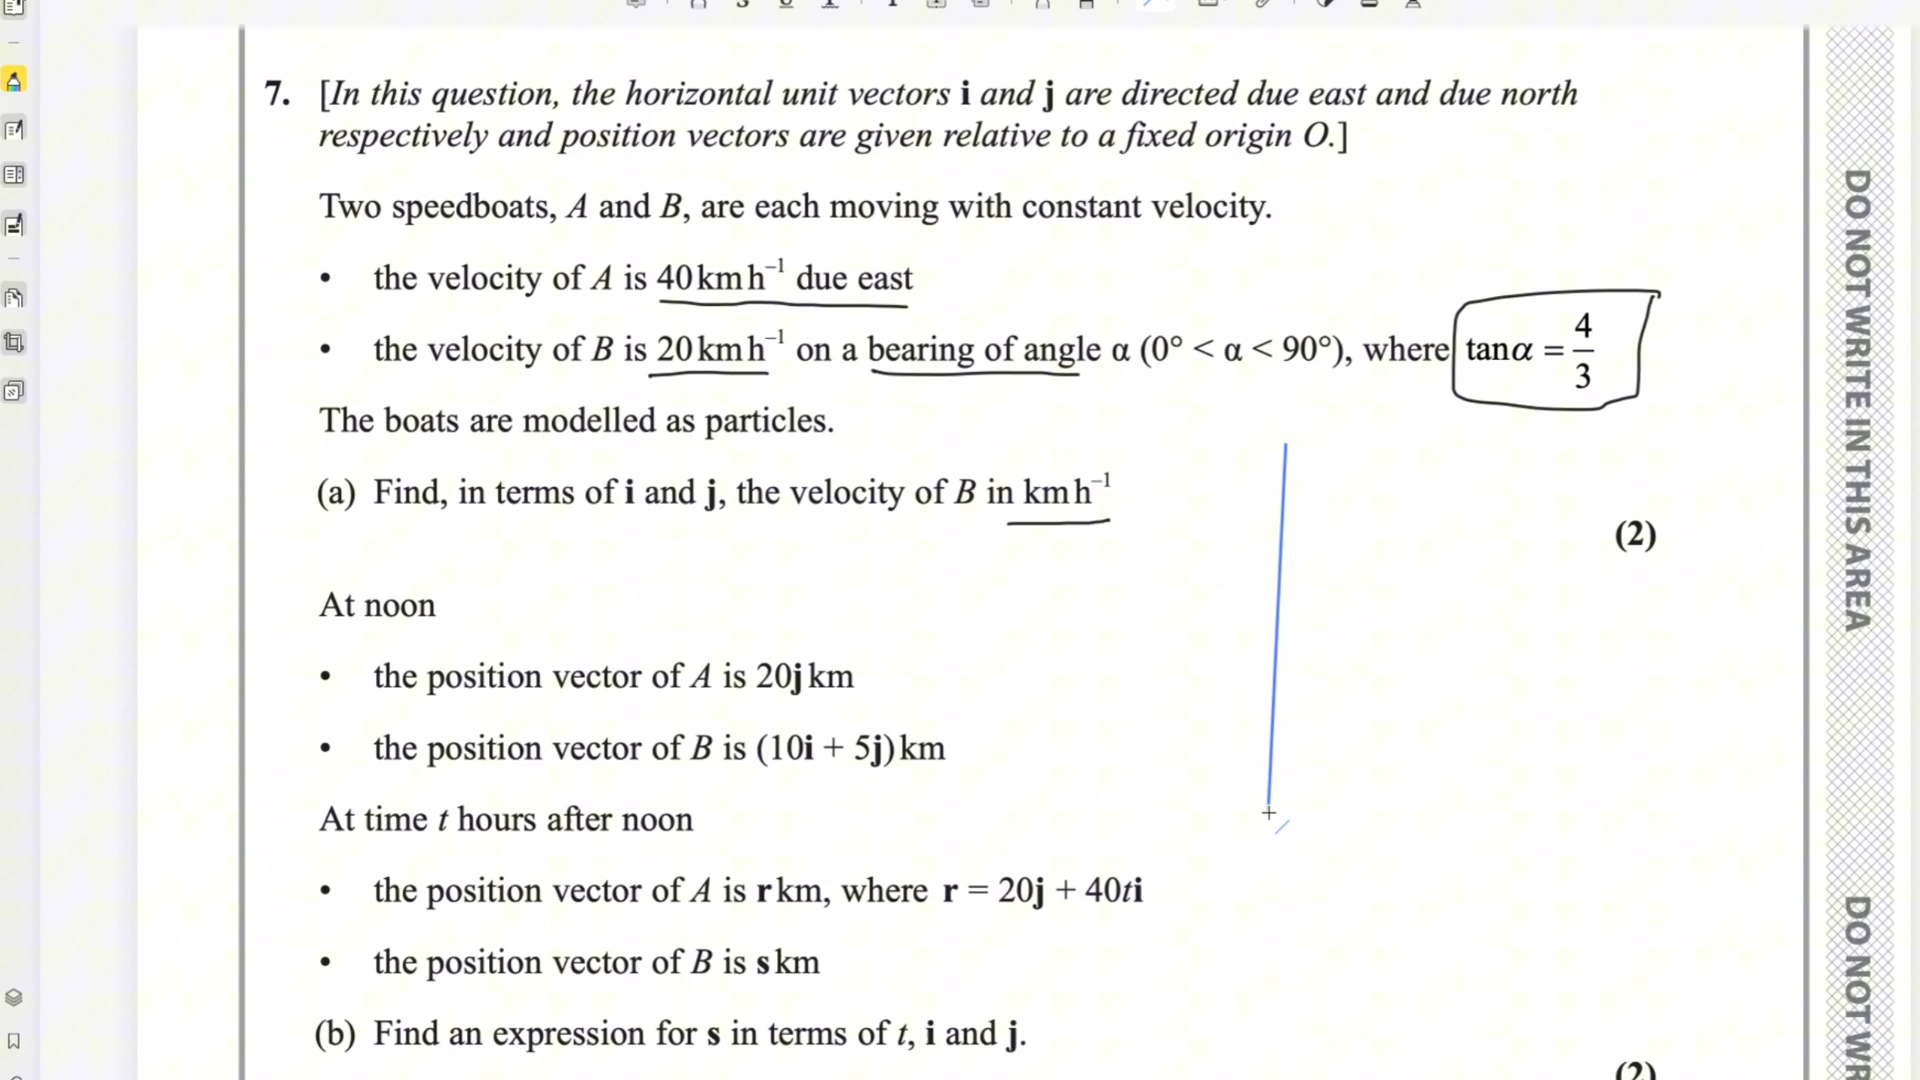 7. [In this question, the horizontal unit vectors i and j are directed due east and due north
respectively and position vectors are given relative to a fixed origin O.]
Two speedboats, A and B, are each moving with constant velocity.
• the velocity of A is 40 km h⁻¹ due east
• the velocity of B is 20 km h⁻¹ on a bearing of angle α (0° < α < 90°), where tan α = 4/3
The boats are modelled as particles.
(a) Find, in terms of i and j, the velocity of B in km h⁻¹
(2)
At noon
• the position vector of A is 20j km
• the position vector of B is (10i + 5j) km
At time t hours after noon
• the position vector of A is r km, where r = 20j + 40ti
• the position vector of B is s km
(b) Find an expression for s in terms of t, i and j.
(2)
DO NOT WRITE IN THIS AREA
DO NOT WR